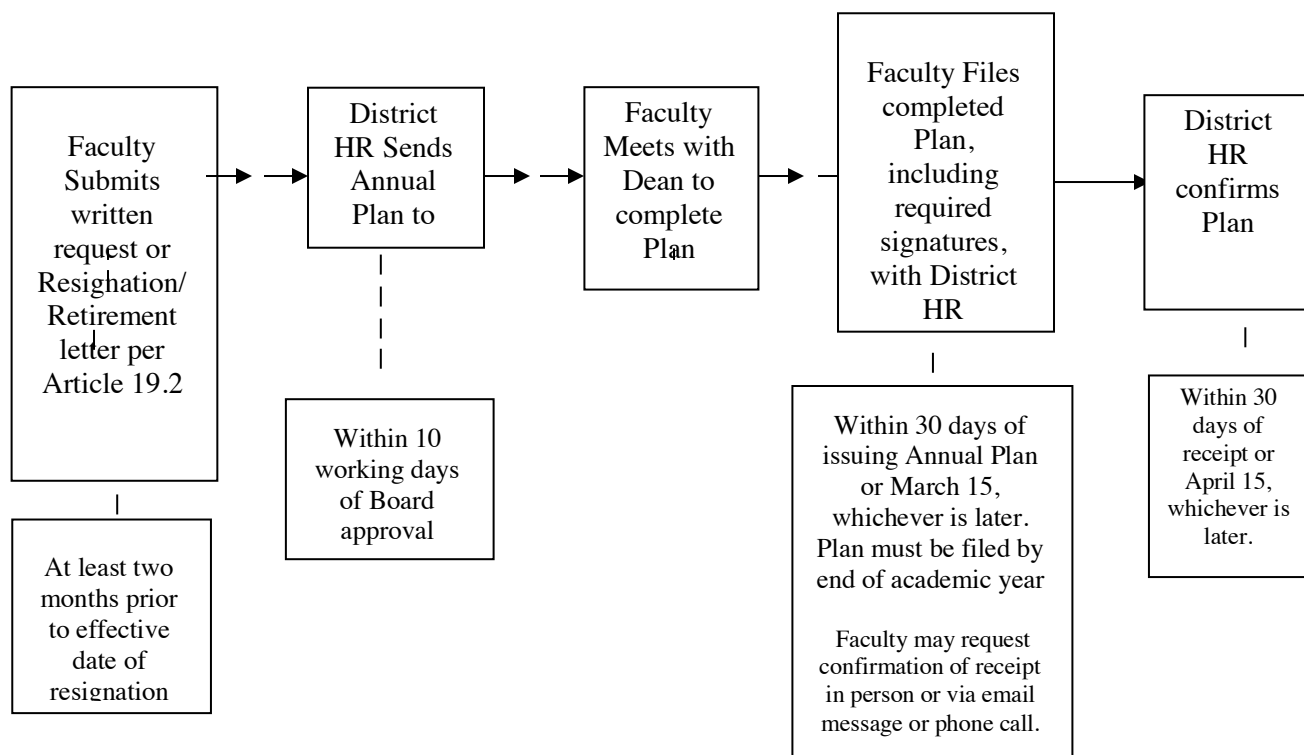 Faculty
Submits
written
request or
Resignation/
Retirement
letter per
Article 19.2
District
HR Sends
Annual
Plan to
Faculty
Meets with
Dean to
complete
Plan
Faculty Files
completed
Plan,
including
required
signatures,
with District
HR
District
HR
confirms
Plan
At least two
months prior
to effective
date of
resignation
Within 10
working days
of Board
approval
Within 30 days of
issuing Annual Plan
or March 15,
whichever is later.
Plan must be filed by
end of academic year
Faculty may request
confirmation of receipt
in person or via email
message or phone call.
Within 30
days of
receipt or
April 15,
whichever is
later.